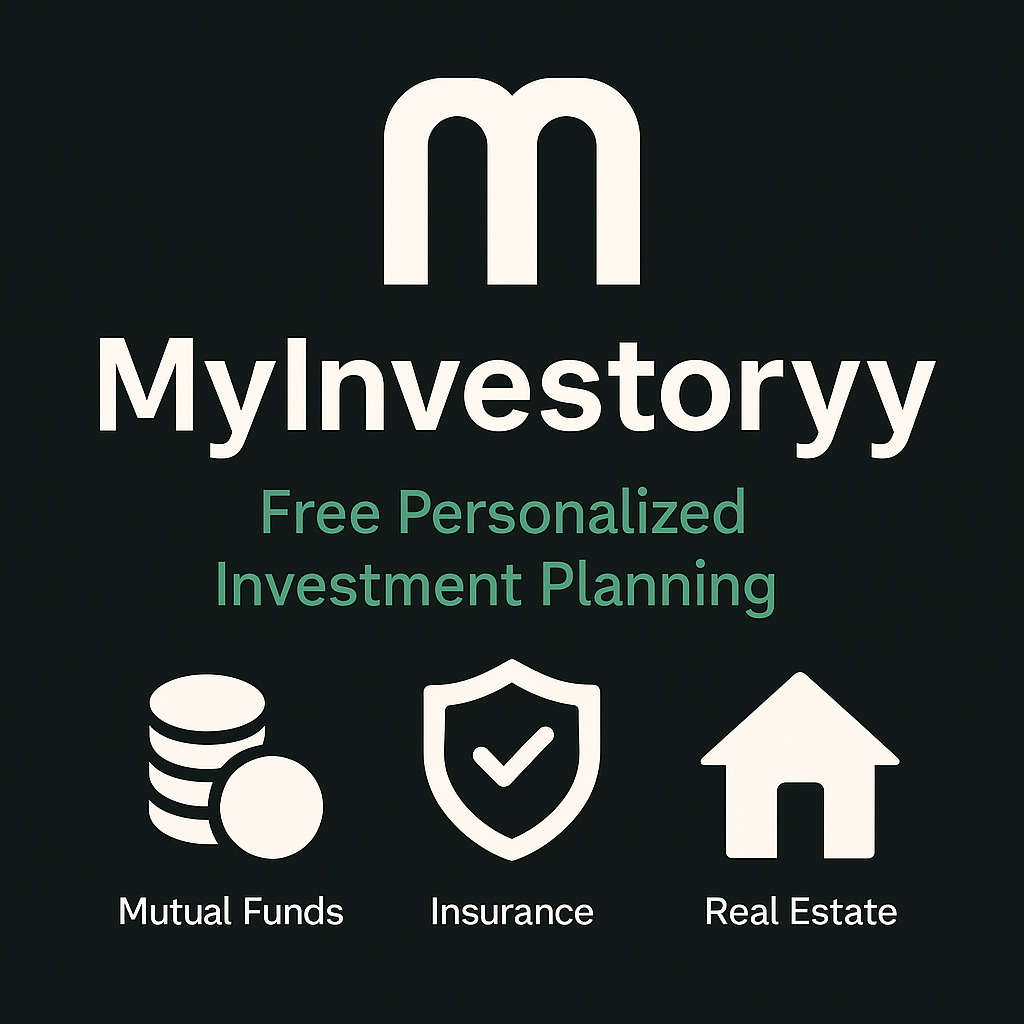 m
MyInvestoryy
Free Personalized
Investment Planning
Mutual Funds
Insurance
Real Estate